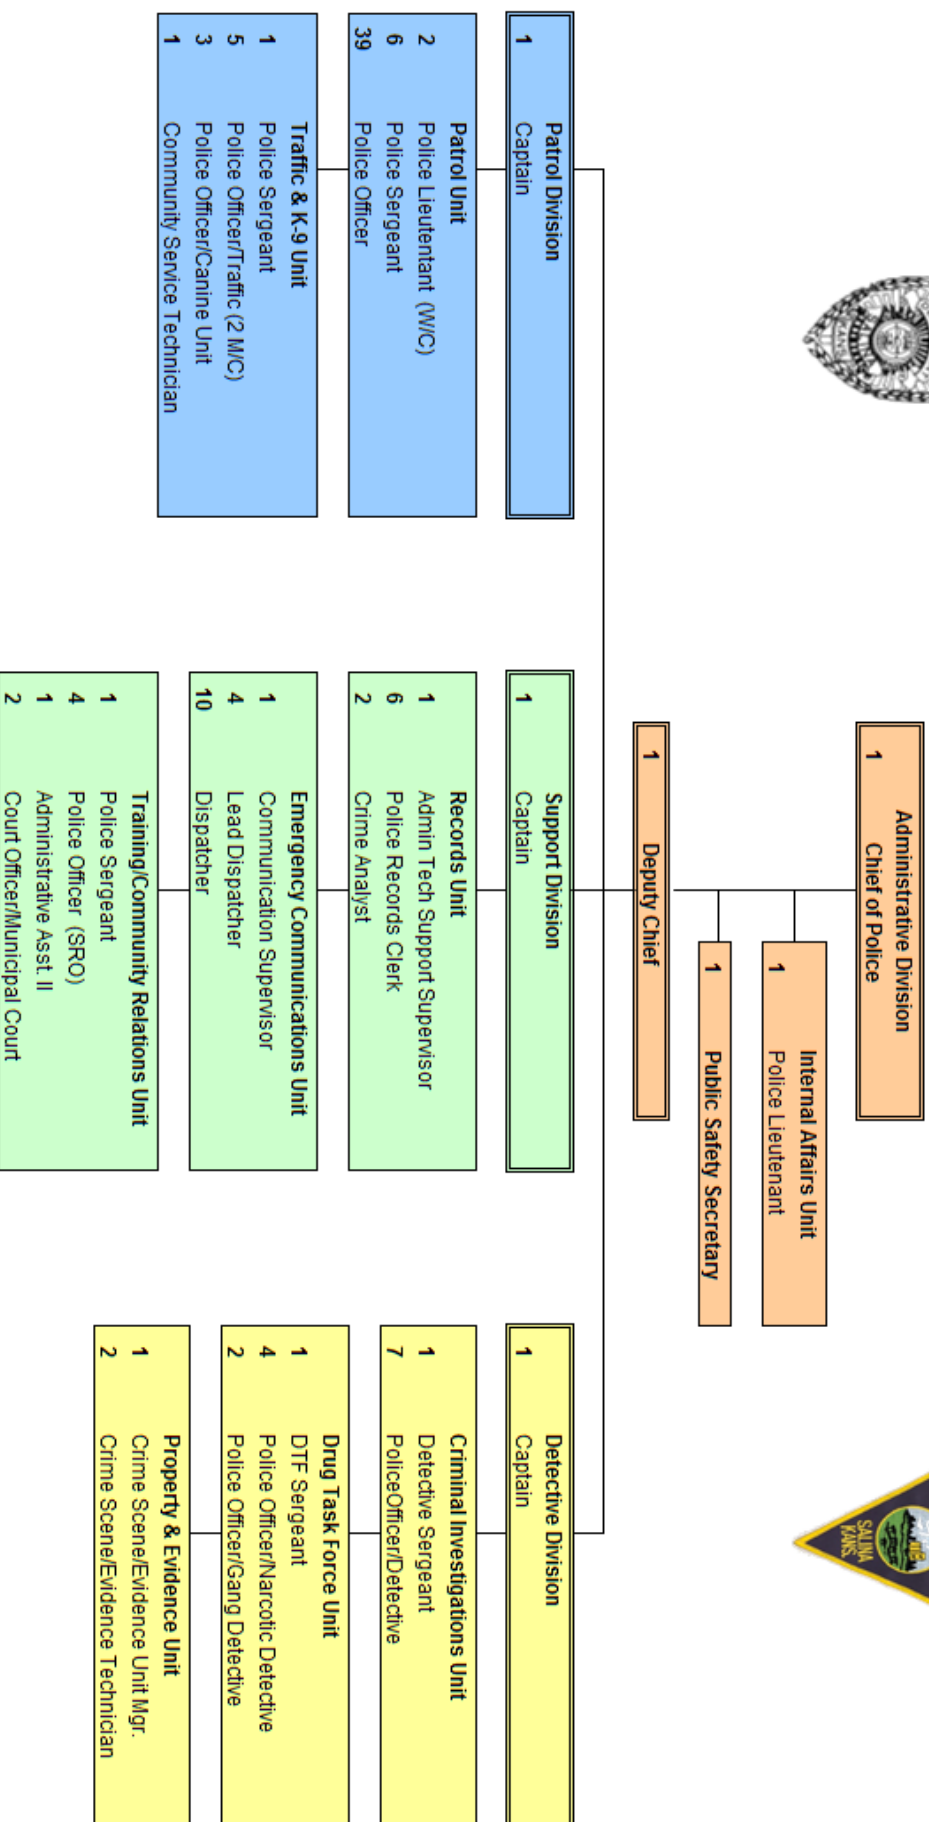 Administrative Division
1 Chief of Police
Internal Affairs Unit
1 Police Lieutenant
1 Public Safety Secretary
1 Deputy Chief
Patrol Division
1 Captain
Patrol Unit
2 Police Lieutentant (W/C)
6 Police Sergeant
39 Police Officer
Traffic & K-9 Unit
1 Police Sergeant
5 Police Officer/Traffic (2 M/C)
3 Police Officer/Canine Unit
1 Community Service Technician
Support Division
1 Captain
Records Unit
1 Admin Tech Support Supervisor
6 Police Records Clerk
2 Crime Analyst
Emergency Communications Unit
1 Communication Supervisor
4 Lead Dispatcher
10 Dispatcher
Training/Community Relations Unit
1 Police Sergeant
4 Police Officer (SRO)
1 Administrative Asst. II
2 Court Officer/Municipal Court
Detective Division
1 Captain
Criminal Investigations Unit
1 Detective Sergeant
7 PoliceOfficer/Detective
Drug Task Force Unit
1 DTF Sergeant
4 Police Officer/Narcotic Detective
2 Police Officer/Gang Detective
Property & Evidence Unit
1 Crime Scene/Evidence Unit Mgr.
2 Crime Scene/Evidence Technician
SALINA
KANS.